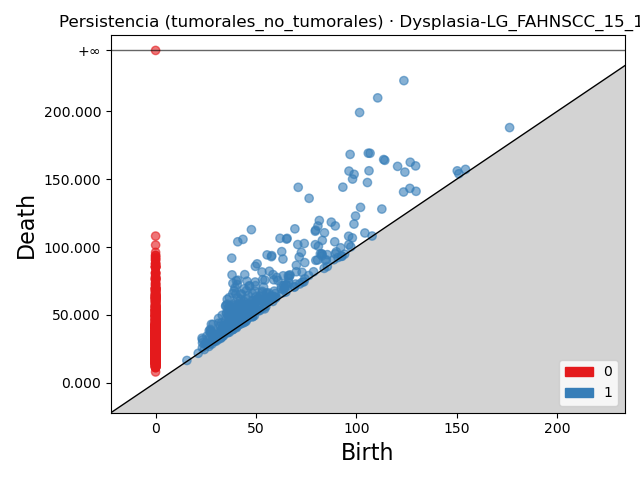 Persistencia (tumorales_no_tumorales) · Dysplasia-LG_FAHNSCC_15_1
+∞
200.000
150.000
100.000
50.000
0.000
Death
0
1
0 50 100 150 200
Birth